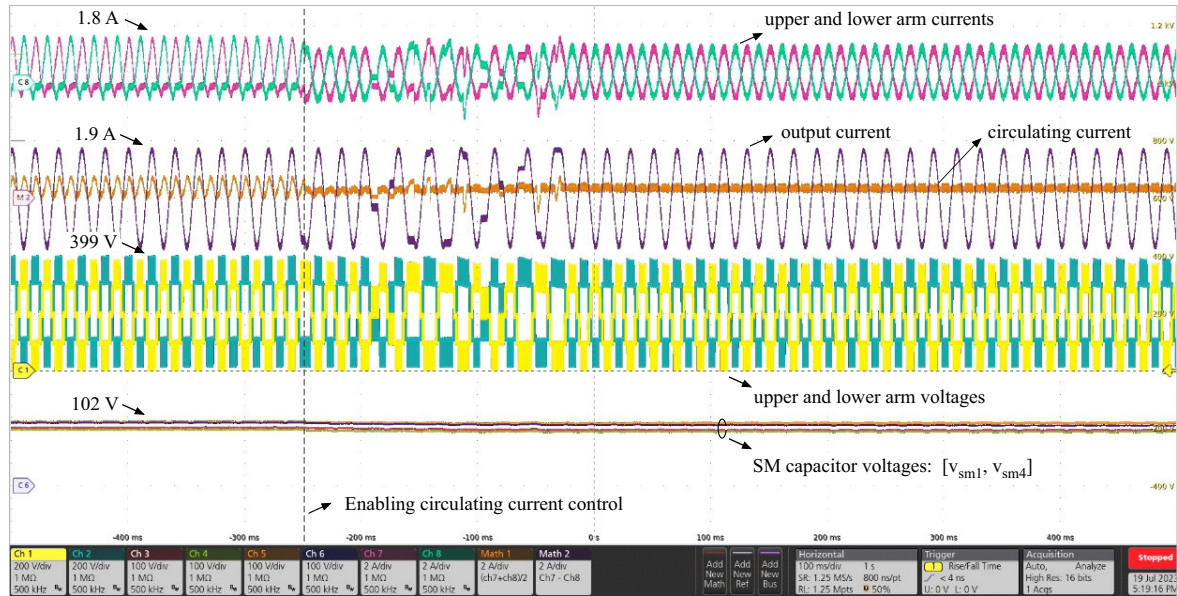 1.8 A
upper and lower arm currents
1.2 kV
C 8
1.9 A
output current
circulating current
800 V
M 2
600 V
399 V
400 V
200 V
C 1
102 V
upper and lower arm voltages
SM capacitor voltages: [vsm1, vsm4]
C 6
-400 V
Enabling circulating current control
-400 ms
-300 ms
-200 ms
-100 ms
0 s
100 ms
200 ms
300 ms
400 ms
Ch 1
200 V/div
1 MΩ
500 kHz
Ch 2
200 V/div
1 MΩ
500 kHz
Ch 3
100 V/div
1 MΩ
500 kHz
Ch 4
100 V/div
1 MΩ
500 kHz
Ch 5
100 V/div
1 MΩ
500 kHz
Ch 6
100 V/div
1 MΩ
500 kHz
Ch 7
2 A/div
1 MΩ
500 kHz
Ch 8
2 A/div
1 MΩ
500 kHz
Math 1
2 A/div
(ch7+ch8)/2
Math 2
2 A/div
Ch7 - Ch8
Add
New
Math
Add
New
Ref
Add
New
Bus
Horizontal
100 ms/div 1 s
SR: 1.25 MS/s 800 ns/pt
RL: 1.25 Mpts 50%
Trigger
1 Rise/Fall Time
< 4 ns
U: 0 V L: 0 V
Acquisition
Auto, Analyze
High Res: 16 bits
1 Acqs
Stopped
19 Jul 2023
5:19:16 PM